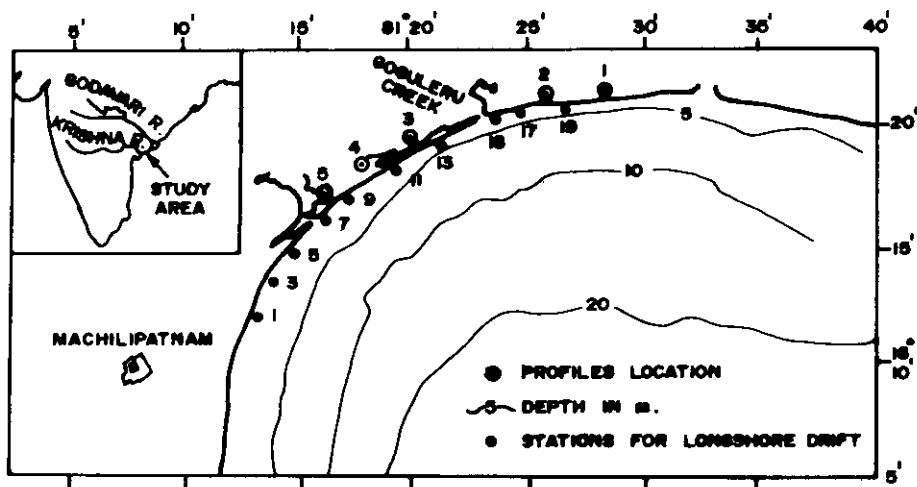 5' 10' 15' 81° 20' 25' 30' 35' 40'
GODAVARI R.
KRISHNA R.
STUDY
AREA
GOGULERU
CREEK
2 1
3
4
5
5
20'
16 17 19
13
11
9
7
5
3
1
10
15'
20
MACHILIPATNAM
16°
10'
PROFILES LOCATION
5 DEPTH IN m.
STATIONS FOR LONGSHORE DRIFT
5'